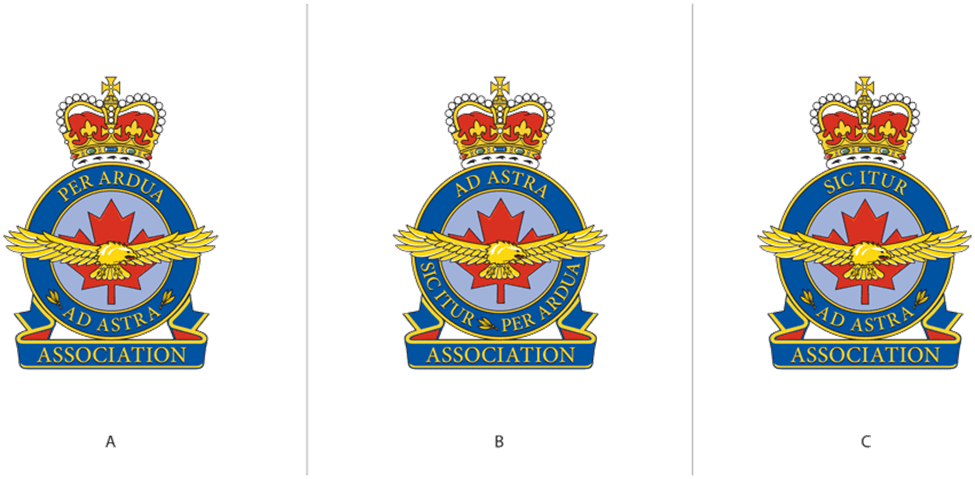 PER ARDUA
AD ASTRA
ASSOCIATION
A
AD ASTRA
SIC ITUR PER ARDUA
ASSOCIATION
B
SIC ITUR
AD ASTRA
ASSOCIATION
C